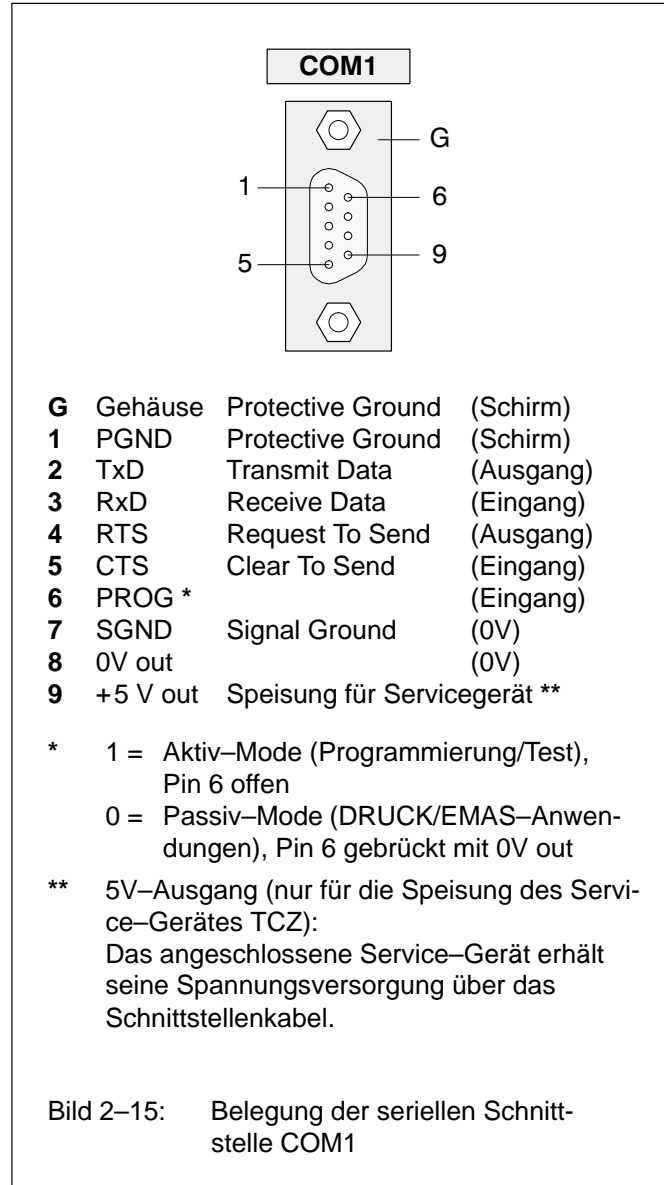 COM1
G
1
6
5
9
G Gehäuse Protective Ground (Schirm)
1 PGND Protective Ground (Schirm)
2 TxD Transmit Data (Ausgang)
3 RxD Receive Data (Eingang)
4 RTS Request To Send (Ausgang)
5 CTS Clear To Send (Eingang)
6 PROG * (Eingang)
7 SGND Signal Ground (0V)
8 0V out (0V)
9 +5 V out Speisung für Servicegerät **
* 1 = Aktiv–Mode (Programmierung/Test),
Pin 6 offen
0 = Passiv–Mode (DRUCK/EMAS–Anwen-
dungen), Pin 6 gebrückt mit 0V out
** 5V–Ausgang (nur für die Speisung des Servi-
ce–Gerätes TCZ):
Das angeschlossene Service–Gerät erhält
seine Spannungsversorgung über das
Schnittstellenkabel.
Bild 2–15: Belegung der seriellen Schnitt-
stelle COM1